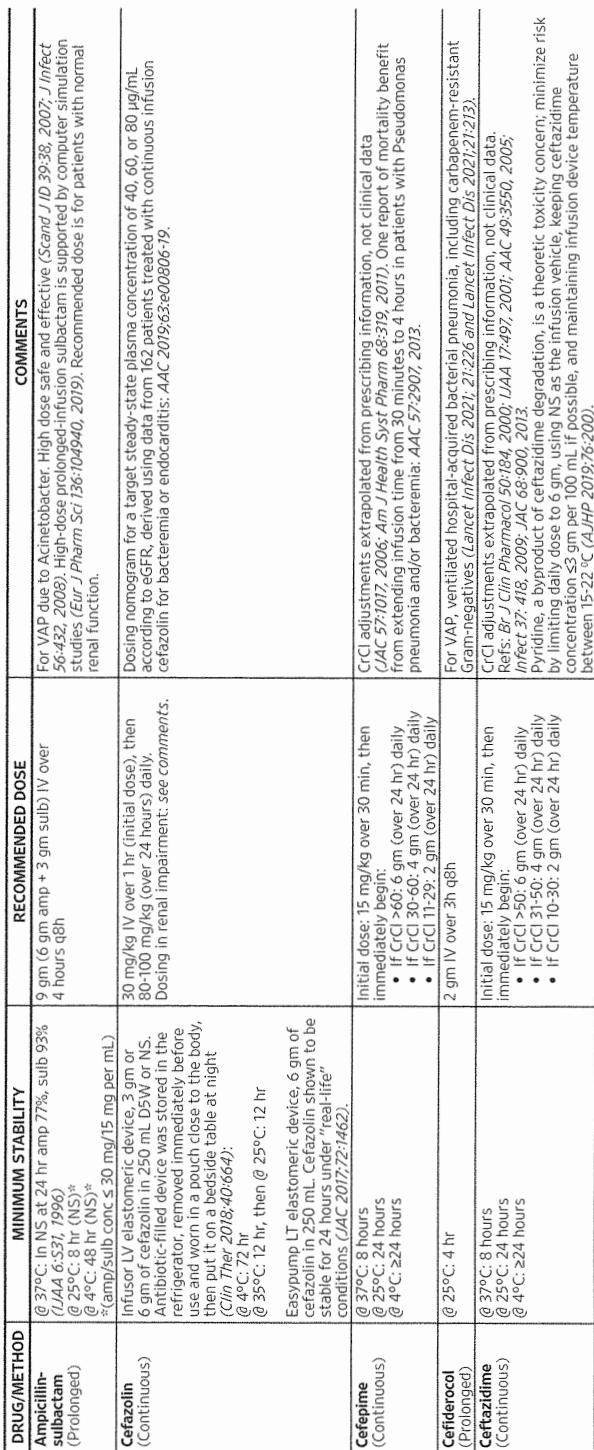 DRUG/METHOD
MINIMUM STABILITY
RECOMMENDED DOSE
COMMENTS
Ampicillin-
sulbactam
(Prolonged)
@ 37°C: In NS at 24 hr amp 77%, sulb 93%
(IJAA 6:S31, 1996)
@ 25°C: 8 hr (NS)*
@ 4°C: 48 hr (NS)*
*(amp/sulb conc ≤ 30 mg/15 mg per mL)
9 gm (6 gm amp + 3 gm sulb) IV over
4 hours q8h
For VAP due to Acinetobacter. High dose safe and effective (Scand J ID 39:38, 2007; J Infect
56:432, 2008). High-dose prolonged-infusion sulbactam is supported by computer simulation
studies (Eur J Pharm Sci 136:104940, 2019). Recommended dose is for patients with normal
renal function.
Cefazolin
(Continuous)
Infusor LV elastomeric device, 3 gm or
6 gm of cefazolin in 250 mL D5W or NS.
Antibiotic-filled device was stored in the
refrigerator, removed immediately before
use and worn in a pouch close to the body,
then put it on a bedside table at night
(Clin Ther 2018;40:664):
@ 4°C: 72 hr
@ 35°C: 12 hr, then @ 25°C: 12 hr
Easypump LT elastomeric device, 6 gm of
cefazolin in 250 mL. Cefazolin shown to be
stable for 24 hours under "real-life"
conditions (JAC 2017;72:1462).
30 mg/kg IV over 1 hr (initial dose), then
80-100 mg/kg (over 24 hours) daily.
Dosing in renal impairment: see comments.
Dosing nomogram for a target steady-state plasma concentration of 40, 60, or 80 µg/mL
according to eGFR, derived using data from 162 patients treated with continuous infusion
cefazolin for bacteremia or endocarditis: AAC 2019;63:e00806-19.
Cefepime
(Continuous)
@ 37°C: 8 hours
@ 25°C: 24 hours
@ 4°C: ≥24 hours
Initial dose: 15 mg/kg over 30 min, then
immediately begin:
• If CrCl >60: 6 gm (over 24 hr) daily
• If CrCl 30-60: 4 gm (over 24 hr) daily
• If CrCl 11-29: 2 gm (over 24 hr) daily
CrCl adjustments extrapolated from prescribing information, not clinical data
(JAC 57:1017, 2006; Am J Health Syst Pharm 68:319, 2011). One report of mortality benefit
from extending infusion time from 30 minutes to 4 hours in patients with Pseudomonas
pneumonia and/or bacteremia: AAC 57:2907, 2013.
Cefiderocol
(Prolonged)
@ 25°C: 4 hr
2 gm IV over 3h q8h
For VAP, ventilated hospital-acquired bacterial pneumonia, including carbapenem-resistant
Gram-negatives (Lancet Infect Dis 2021; 21:226 and Lancet Infect Dis 2021;21:213).
Ceftazidime
(Continuous)
@ 37°C: 8 hours
@ 25°C: 24 hours
@ 4°C: ≥24 hours
Initial dose: 15 mg/kg over 30 min, then
immediately begin:
• If CrCl >50: 6 gm (over 24 hr) daily
• If CrCl 31-50: 4 gm (over 24 hr) daily
• If CrCl 10-30: 2 gm (over 24 hr) daily
CrCl adjustments extrapolated from prescribing information, not clinical data.
Refs: Br J Clin Pharmacol 50:184, 2000; IJAA 17:497, 2001; AAC 49:3550, 2005;
Infect 37: 418, 2009; JAC 68:900, 2013.
Pyridine, a byproduct of ceftazidime degradation, is a theoretic toxicity concern; minimize risk
by limiting daily dose to 6 gm, using NS as the infusion vehicle, keeping ceftazidime
concentration ≤3 gm per 100 mL if possible, and maintaining infusion device temperature
between 15-22 °C (AJHP 2019;76:200).